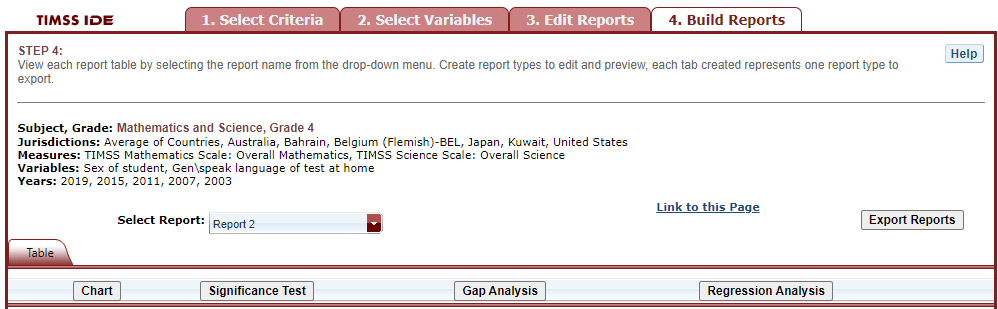 TIMSS IDE
1. Select Criteria
2. Select Variables
3. Edit Reports
4. Build Reports
STEP 4:
Help
View each report table by selecting the report name from the drop-down menu. Create report types to edit and preview, each tab created represents one report type to
export.
Subject, Grade: Mathematics and Science, Grade 4
Jurisdictions: Average of Countries, Australia, Bahrain, Belgium (Flemish)-BEL, Japan, Kuwait, United States
Measures: TIMSS Mathematics Scale: Overall Mathematics, TIMSS Science Scale: Overall Science
Variables: Sex of student, Gen\speak language of test at home
Years: 2019, 2015, 2011, 2007, 2003
Link to this Page
Select Report: Report 2
Export Reports
Table
Chart
Significance Test
Gap Analysis
Regression Analysis